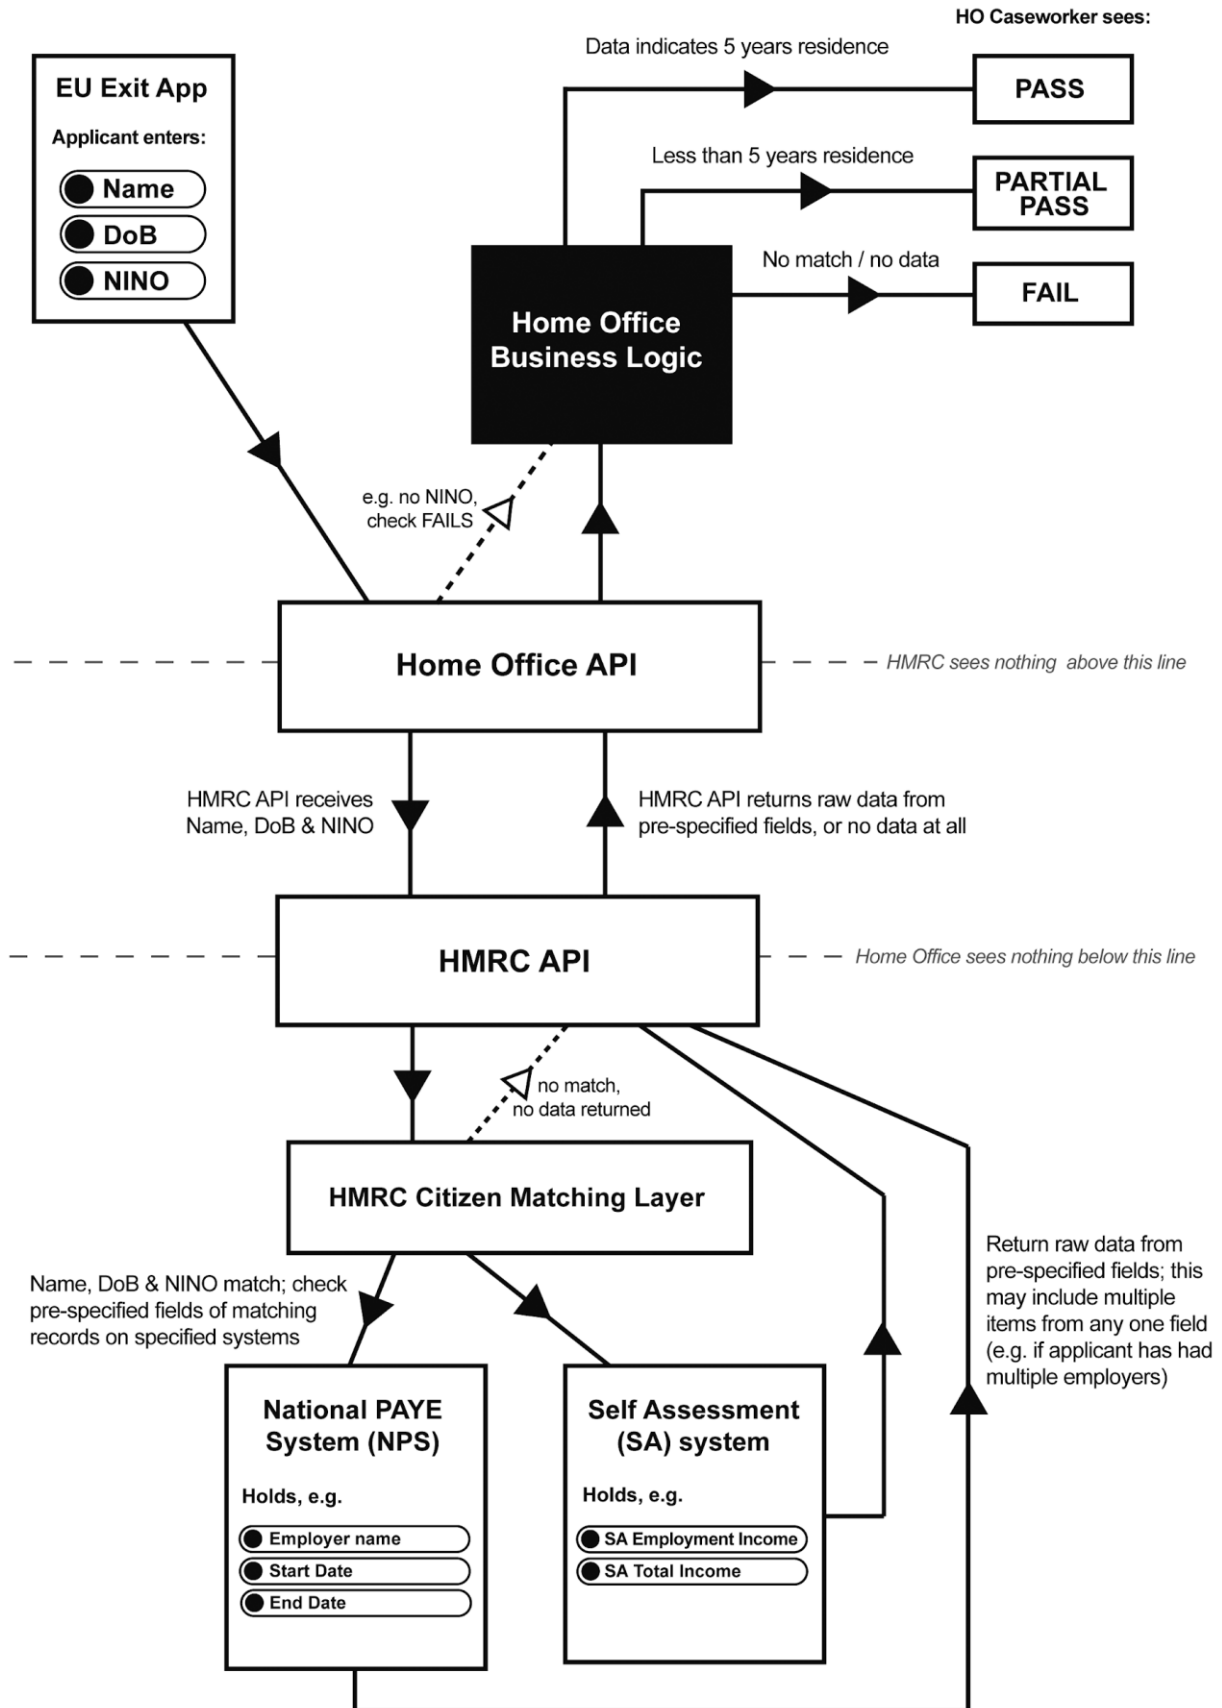 HO Caseworker sees:
Data indicates 5 years residence
PASS
Less than 5 years residence
PARTIAL
PASS
No match / no data
FAIL
EU Exit App
Applicant enters:
Name
DoB
NINO
Home Office
Business Logic
e.g. no NINO,
check FAILS
Home Office API
HMRC sees nothing above this line
HMRC API receives
Name, DoB & NINO
HMRC API returns raw data from
pre-specified fields, or no data at all
HMRC API
Home Office sees nothing below this line
no match,
no data returned
HMRC Citizen Matching Layer
Name, DoB & NINO match; check
pre-specified fields of matching
records on specified systems
Return raw data from
pre-specified fields; this
may include multiple
items from any one field
(e.g. if applicant has had
multiple employers)
National PAYE
System (NPS)
Holds, e.g.
Employer name
Start Date
End Date
Self Assessment
(SA) system
Holds, e.g.
SA Employment Income
SA Total Income